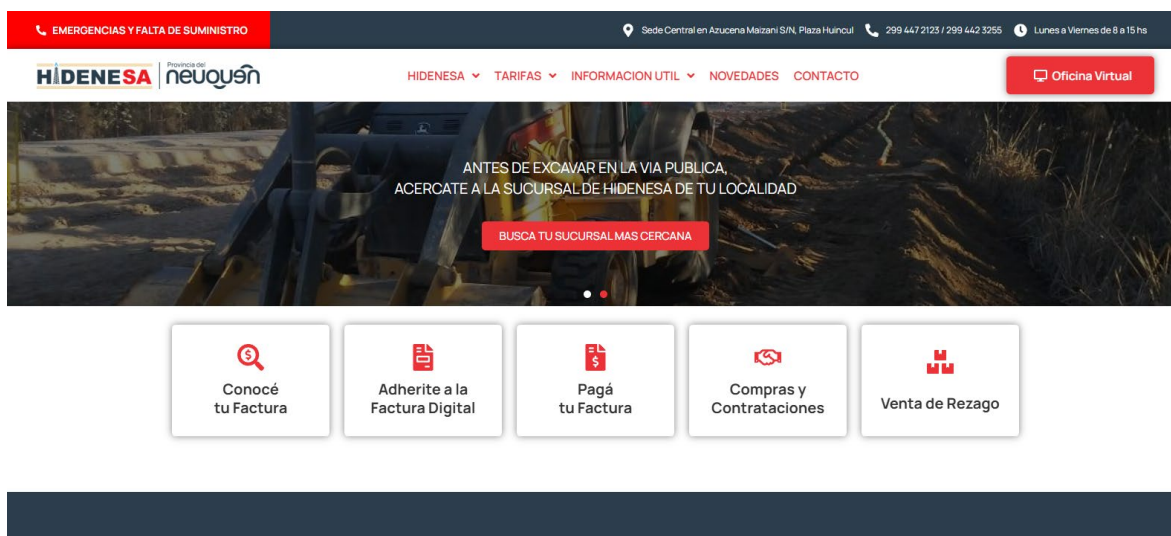 EMERGENCIAS Y FALTA DE SUMINISTRO
Sede Central en Azucena Maizani S/N, Plaza Huincul
299 447 2123 / 299 442 3255
Lunes a Viernes de 8 a 15 hs
HIDENESA
Provincia del
neuquén
HIDENESA
TARIFAS
INFORMACION UTIL
NOVEDADES
CONTACTO
Oficina Virtual
ANTES DE EXCAVAR EN LA VIA PUBLICA,
ACERCATE A LA SUCURSAL DE HIDENESA DE TU LOCALIDAD
BUSCA TU SUCURSAL MAS CERCANA
Conocé
tu Factura
Adherite a la
Factura Digital
Pagá
tu Factura
Compras y
Contrataciones
Venta de Rezago